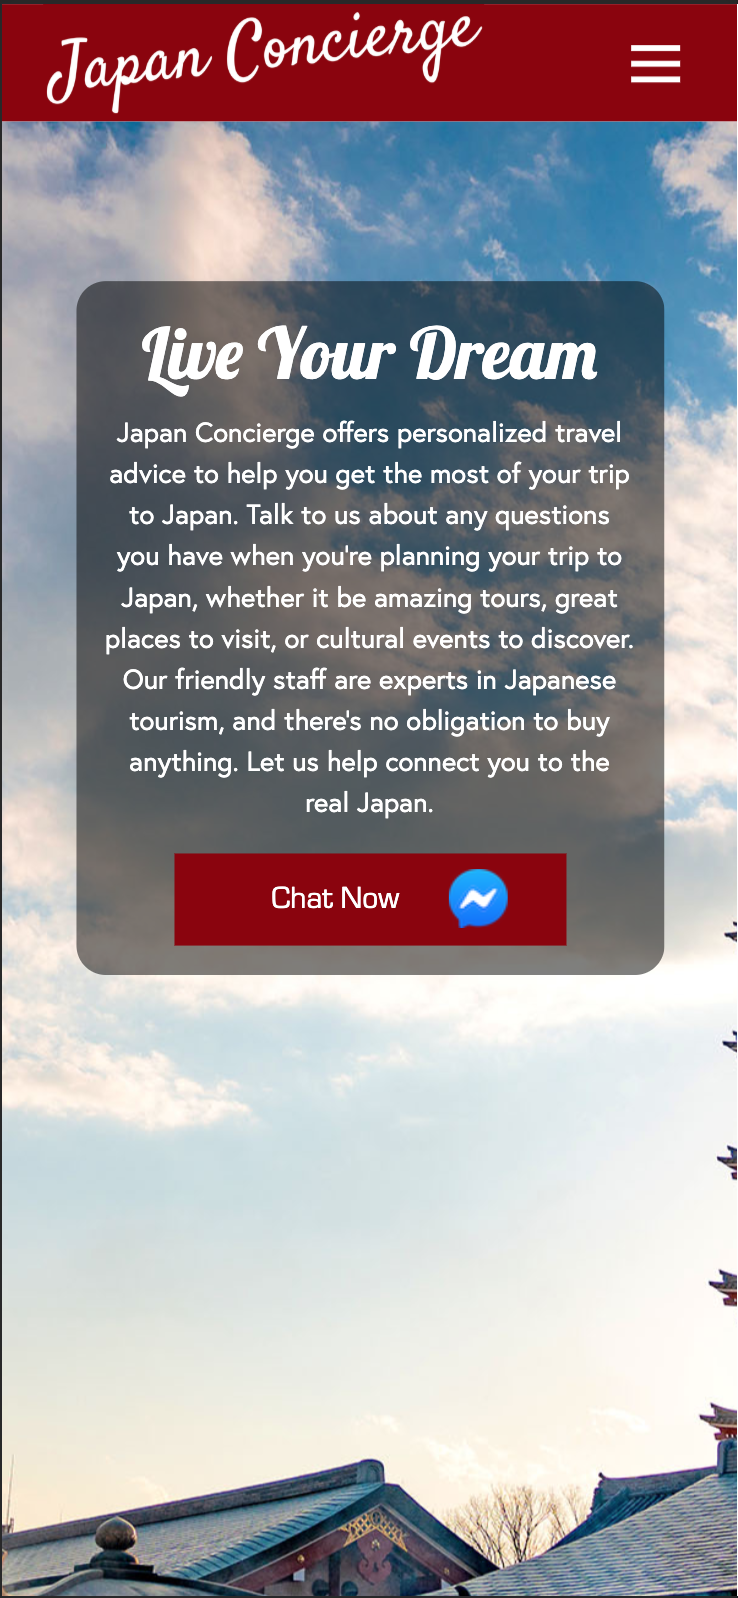 Japan Concierge
Live Your Dream
Japan Concierge offers personalized travel
advice to help you get the most of your trip
to Japan. Talk to us about any questions
you have when you're planning your trip to
Japan, whether it be amazing tours, great
places to visit, or cultural events to discover.
Our friendly staff are experts in Japanese
tourism, and there's no obligation to buy
anything. Let us help connect you to the
real Japan.
Chat Now